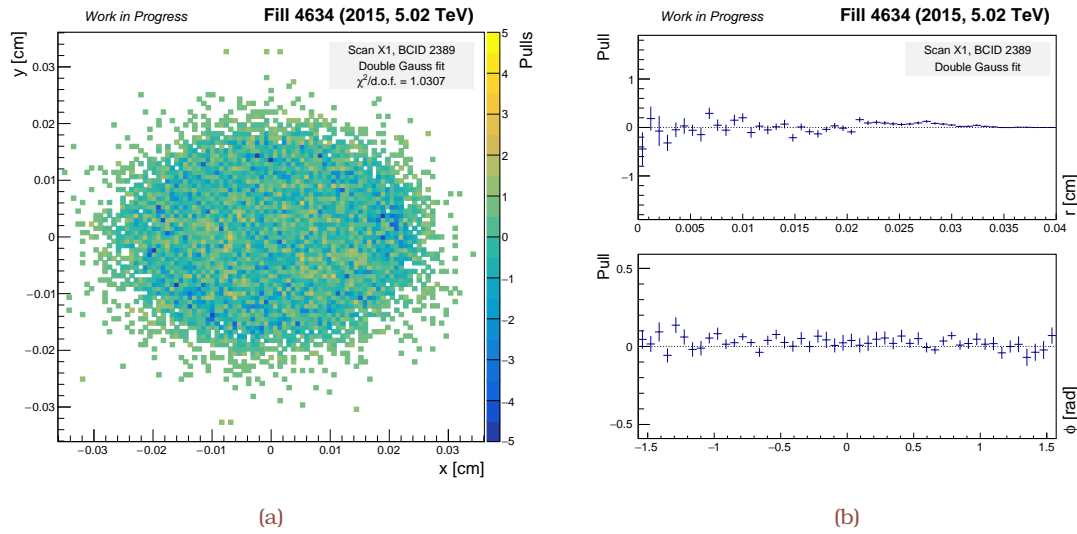 Work in Progress Fill 4634 (2015, 5.02 TeV)
y [cm]
0.03
0.02
0.01
0
−0.01
−0.02
−0.03
Scan X1, BCID 2389
Double Gauss fit
χ²/d.o.f. = 1.0307
−0.03 −0.02 −0.01 0 0.01 0.02 0.03
x [cm]
Pulls
5
4
3
2
1
0
−1
−2
−3
−4
−5
(a)
Work in Progress Fill 4634 (2015, 5.02 TeV)
Pull
1
0
−1
Scan X1, BCID 2389
Double Gauss fit
0 0.005 0.01 0.015 0.02 0.025 0.03 0.035 0.04
r [cm]
Pull
0.5
0
−0.5
−1.5 −1 −0.5 0 0.5 1 1.5
ϕ [rad]
(b)